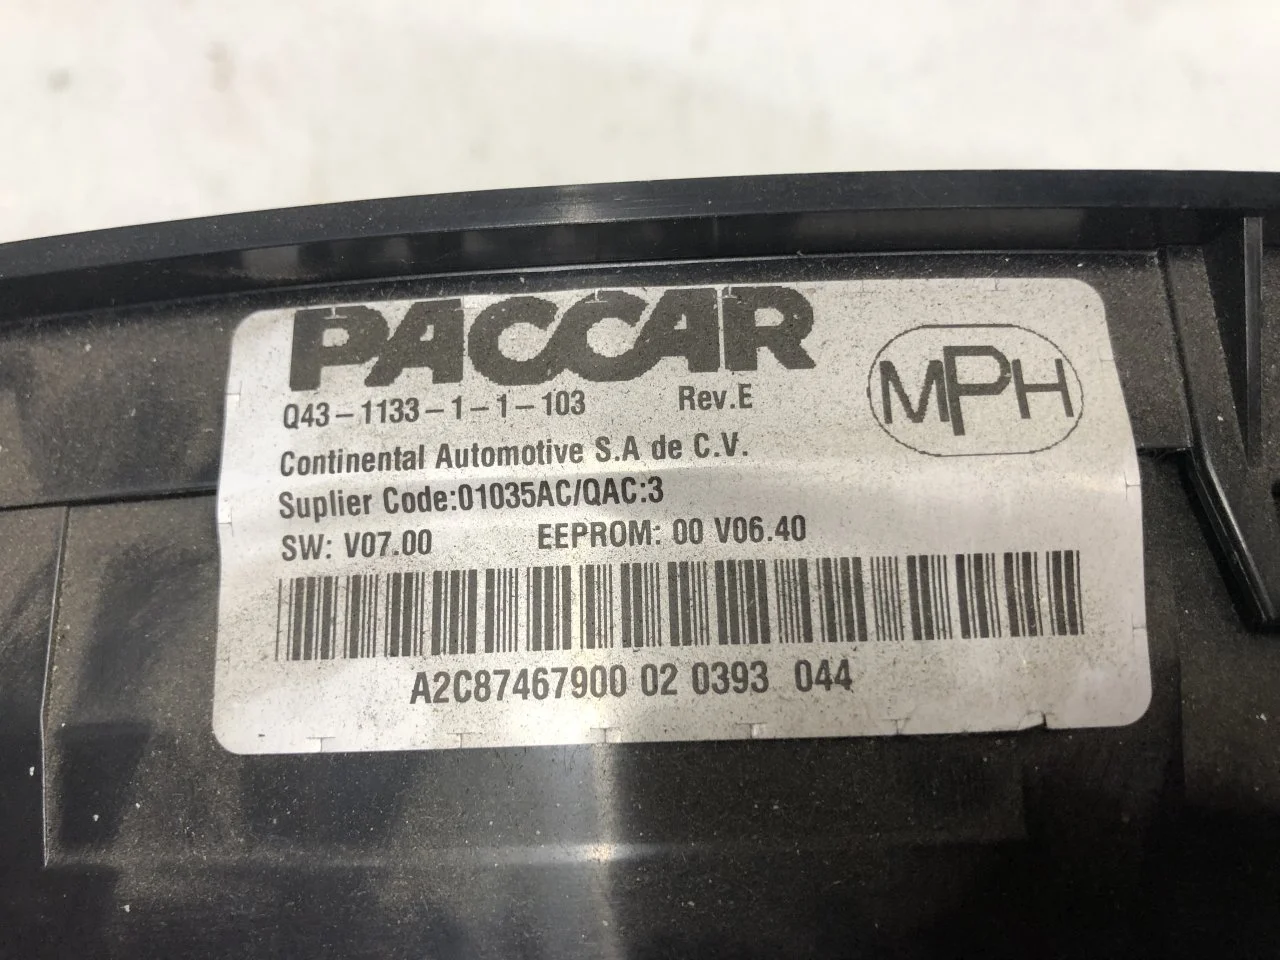 PACCAR
MPH
Q43-1133-1-1-103 Rev.E
Continental Automotive S.A de C.V.
Suplier Code:01035AC/QAC:3
SW: V07.00 EEPROM: 00 V06.40
A2C87467900 02 0393 044